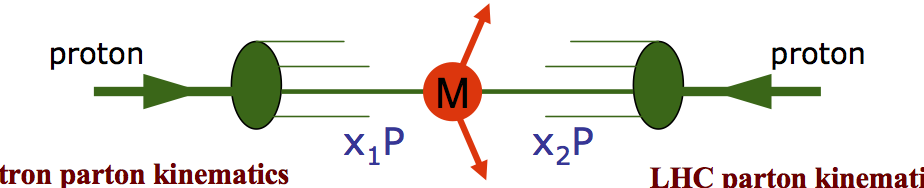 proton proton
M
x₁P x₂P
tron parton kinematics LHC parton kinemati